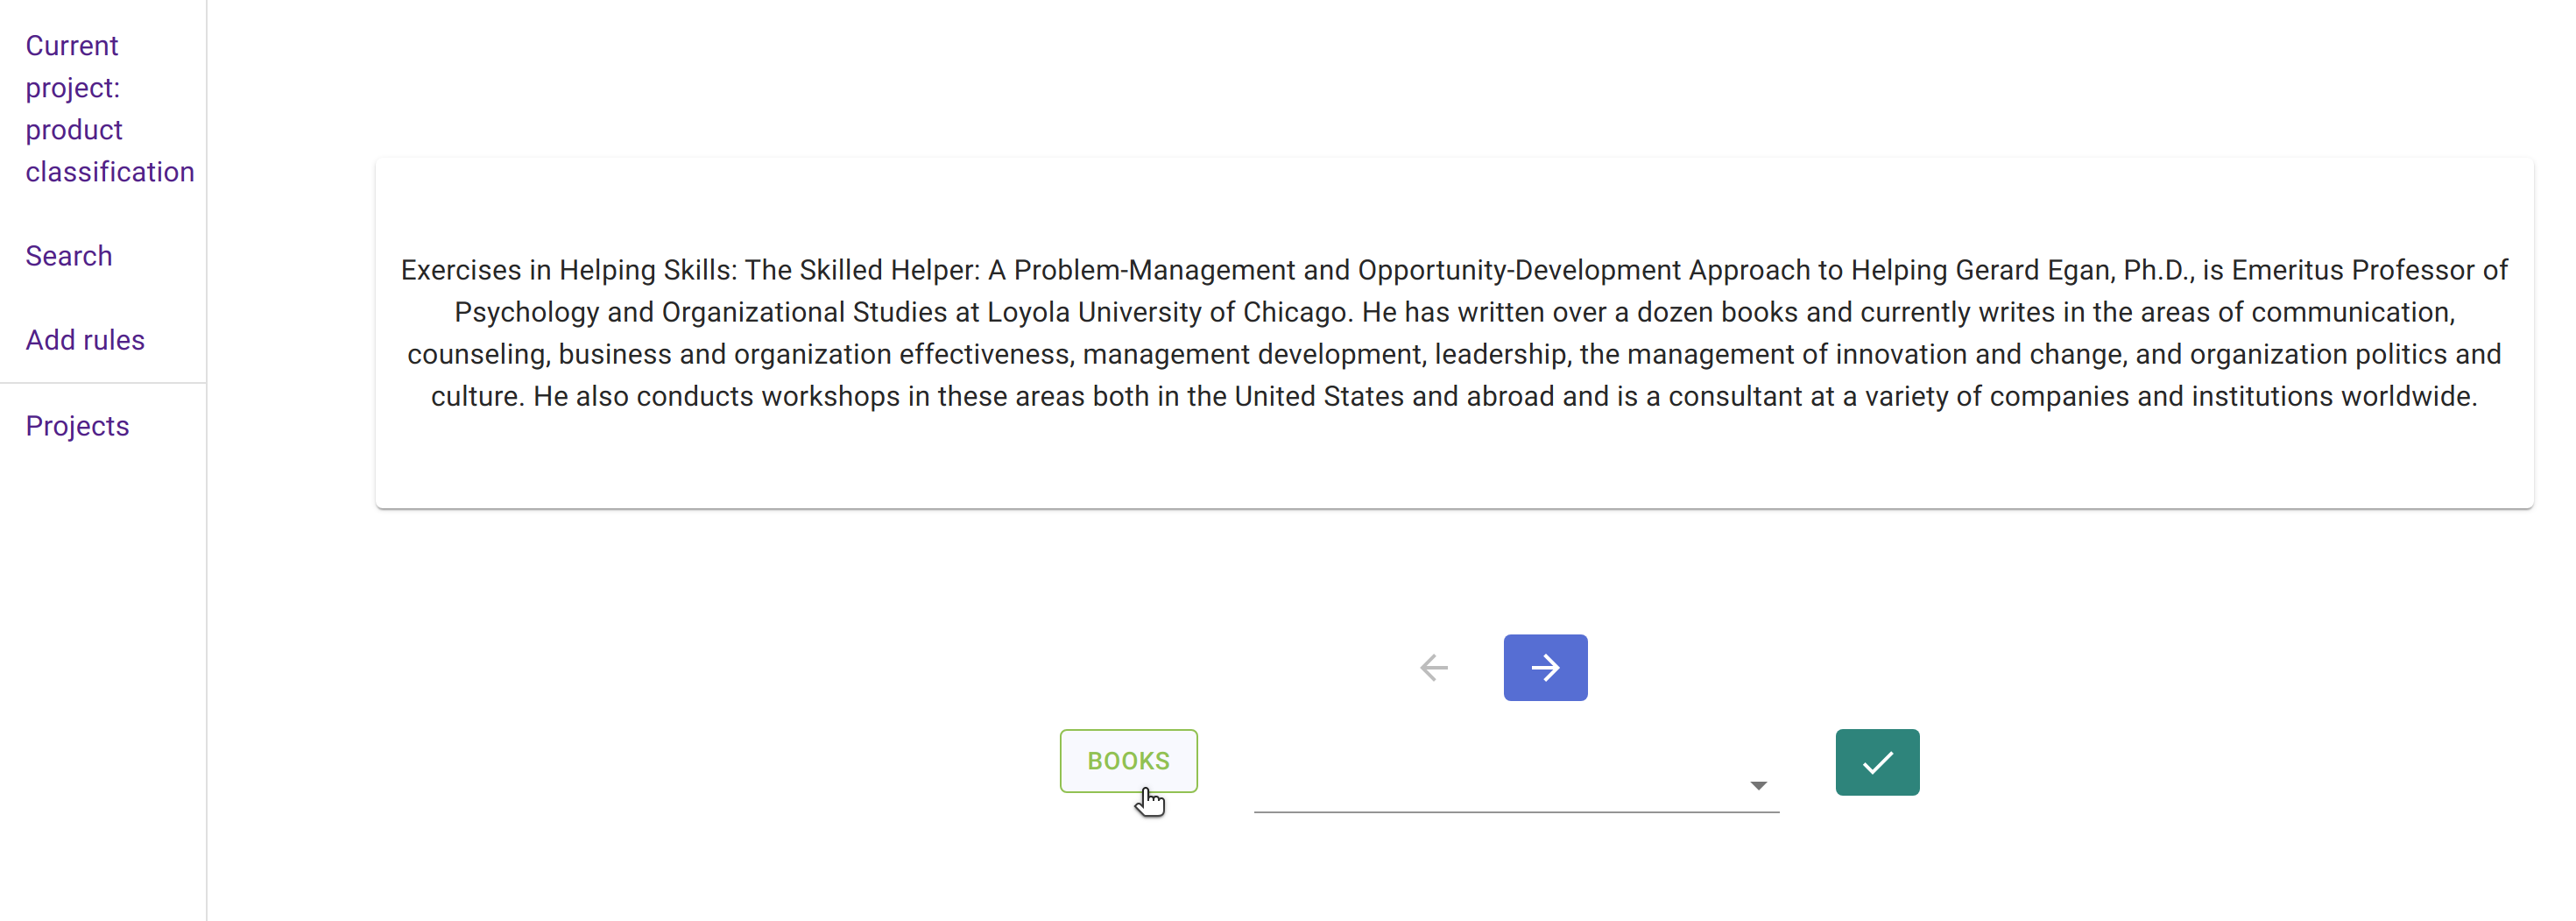 Current
project:
product
classification
Search
Add rules
Projects
Exercises in Helping Skills: The Skilled Helper: A Problem-Management and Opportunity-Development Approach to Helping Gerard Egan, Ph.D., is Emeritus Professor of
Psychology and Organizational Studies at Loyola University of Chicago. He has written over a dozen books and currently writes in the areas of communication,
counseling, business and organization effectiveness, management development, leadership, the management of innovation and change, and organization politics and
culture. He also conducts workshops in these areas both in the United States and abroad and is a consultant at a variety of companies and institutions worldwide.
BOOKS